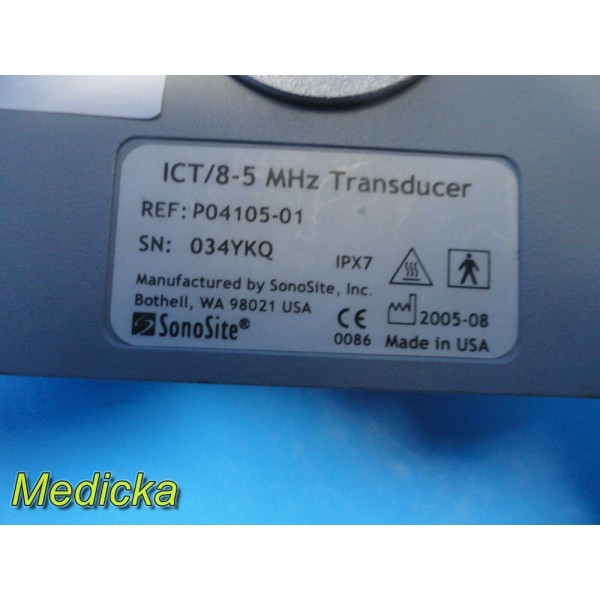 ICT/8-5 MHz Transducer
REF: P04105-01
SN: 034YKQ
IPX7
Manufactured by SonoSite, Inc.
Bothell, WA 98021 USA
SonoSite®
CE
0086
2005-08
Made in USA
Medicka